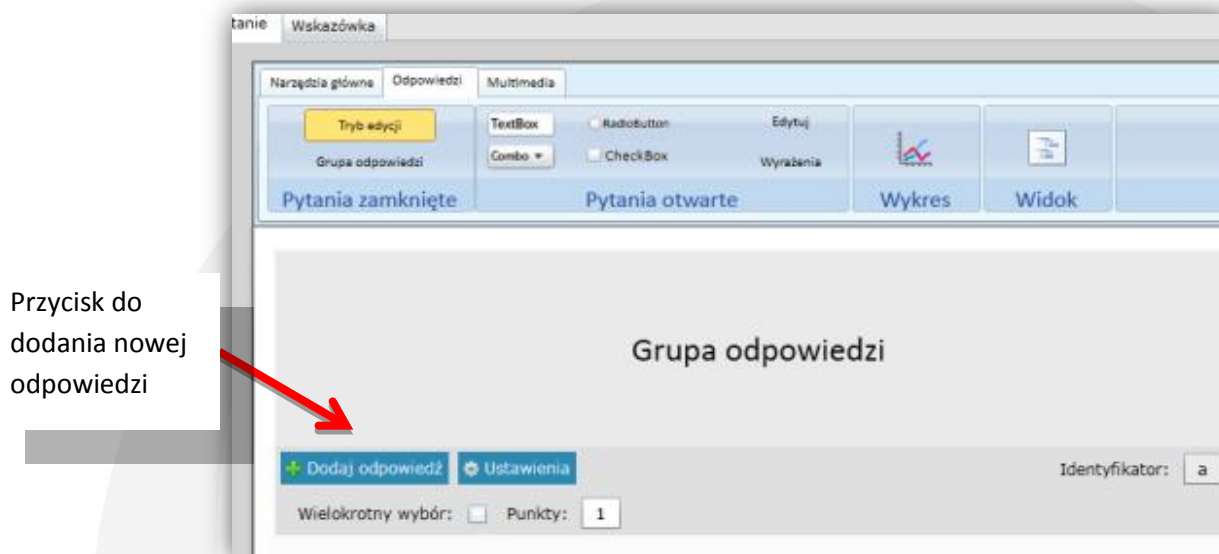 tanie Wskazówka
Narzędzia główne Odpowiedzi Multimedia
Tryb edycji TextBox RadioButton Edytuj
Grupa odpowiedzi Combo CheckBox Wyrażenia
Pytania zamknięte Pytania otwarte Wykres Widok
Przycisk do
dodania nowej
odpowiedzi
Grupa odpowiedzi
Dodaj odpowiedź Ustawienia Identyfikator: a
Wielokrotny wybór: Punkty: 1